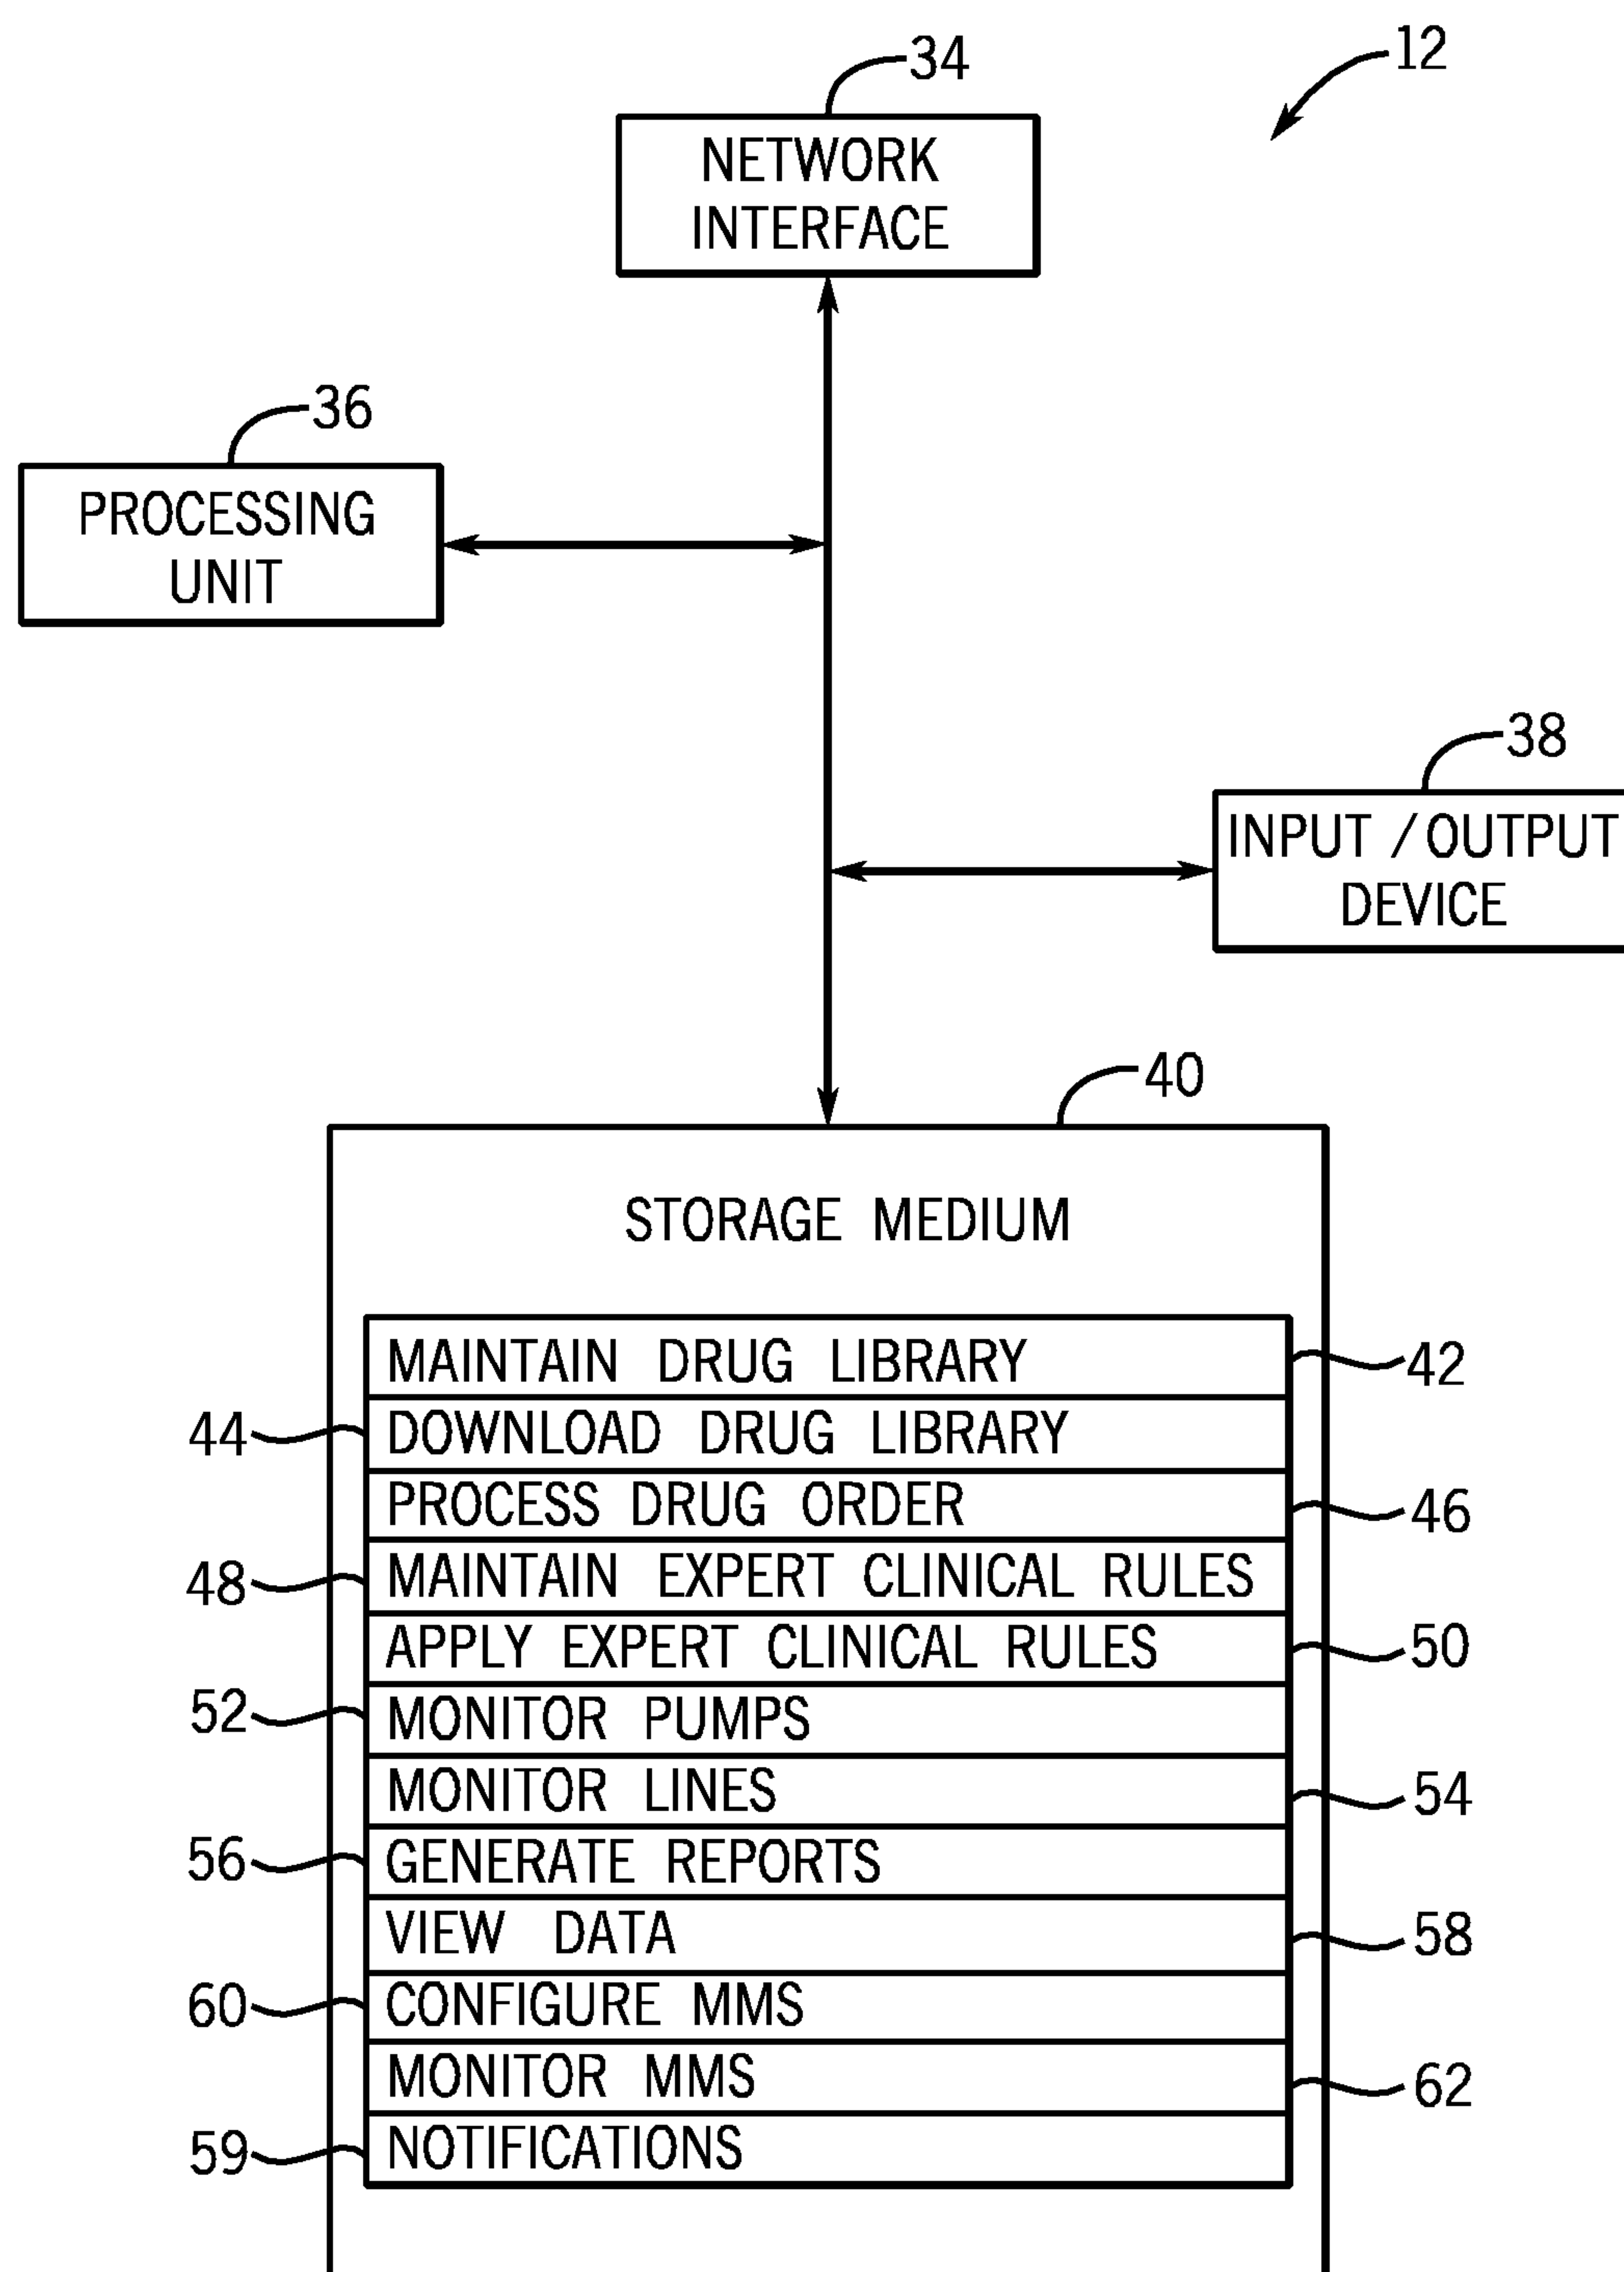 34
12
NETWORK
INTERFACE
36
PROCESSING
UNIT
38
INPUT / OUTPUT
DEVICE
40
STORAGE MEDIUM
MAINTAIN DRUG LIBRARY 42
44 DOWNLOAD DRUG LIBRARY
PROCESS DRUG ORDER 46
48 MAINTAIN EXPERT CLINICAL RULES
APPLY EXPERT CLINICAL RULES 50
52 MONITOR PUMPS
MONITOR LINES 54
56 GENERATE REPORTS
VIEW DATA 58
60 CONFIGURE MMS
MONITOR MMS 62
59 NOTIFICATIONS